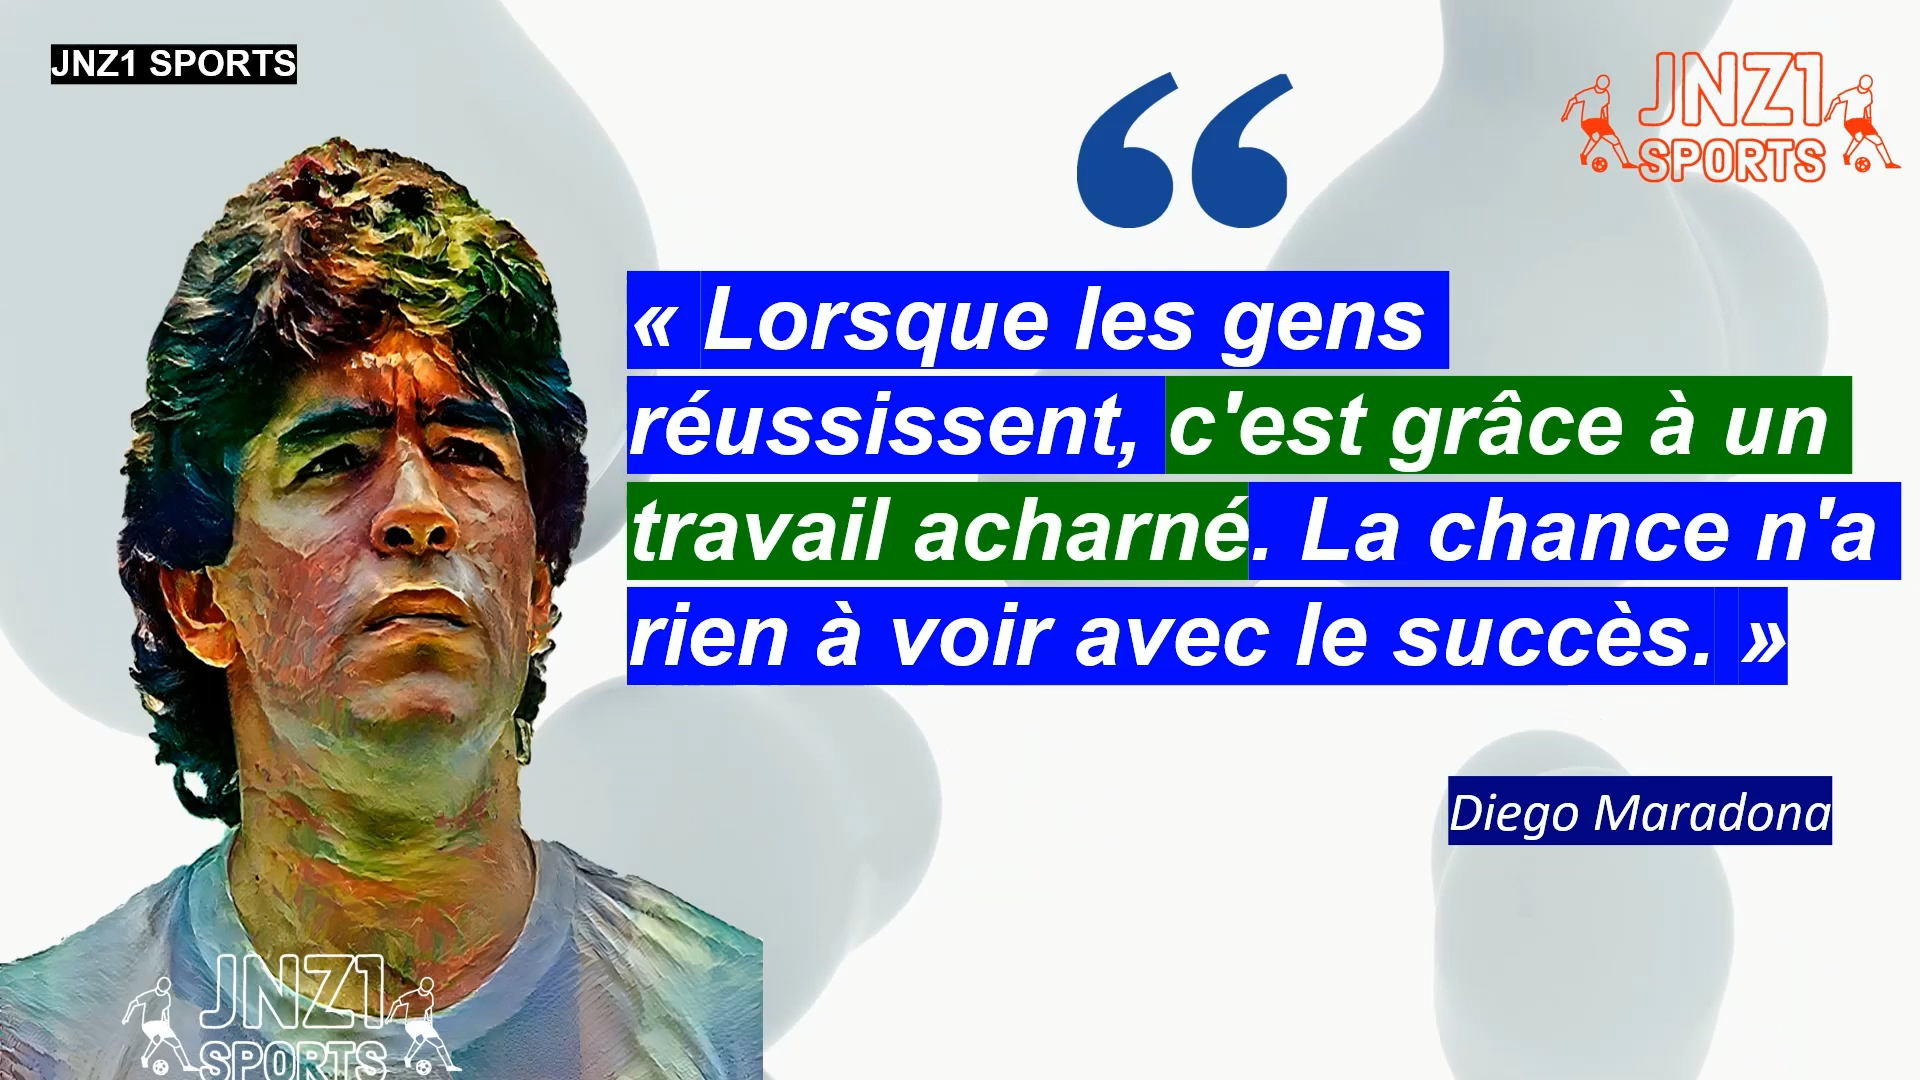 JNZ1 SPORTS
JNZ1
SPORTS
« Lorsque les gens
réussissent, c'est grâce à un
travail acharné. La chance n'a
rien à voir avec le succès. »
Diego Maradona
JNZ1
SPORTS